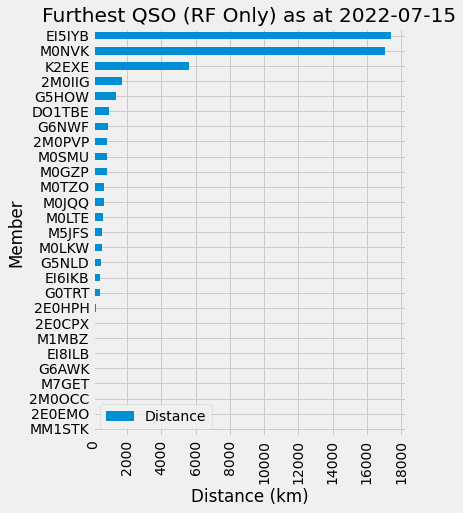 Furthest QSO (RF Only) as at 2022-07-15
EI5IYB
M0NVK
K2EXE
2M0IIG
G5HOW
DO1TBE
G6NWF
2M0PVP
M0SMU
M0GZP
M0TZO
M0JQQ
M0LTE
M5JFS
M0LKW
G5NLD
EI6IKB
G0TRT
2E0HPH
2E0CPX
M1MBZ
EI8ILB
G6AWK
M7GET
2M0OCC
2E0EMO
MM1STK
Member
Distance
0 2000 4000 6000 8000 10000 12000 14000 16000 18000
Distance (km)